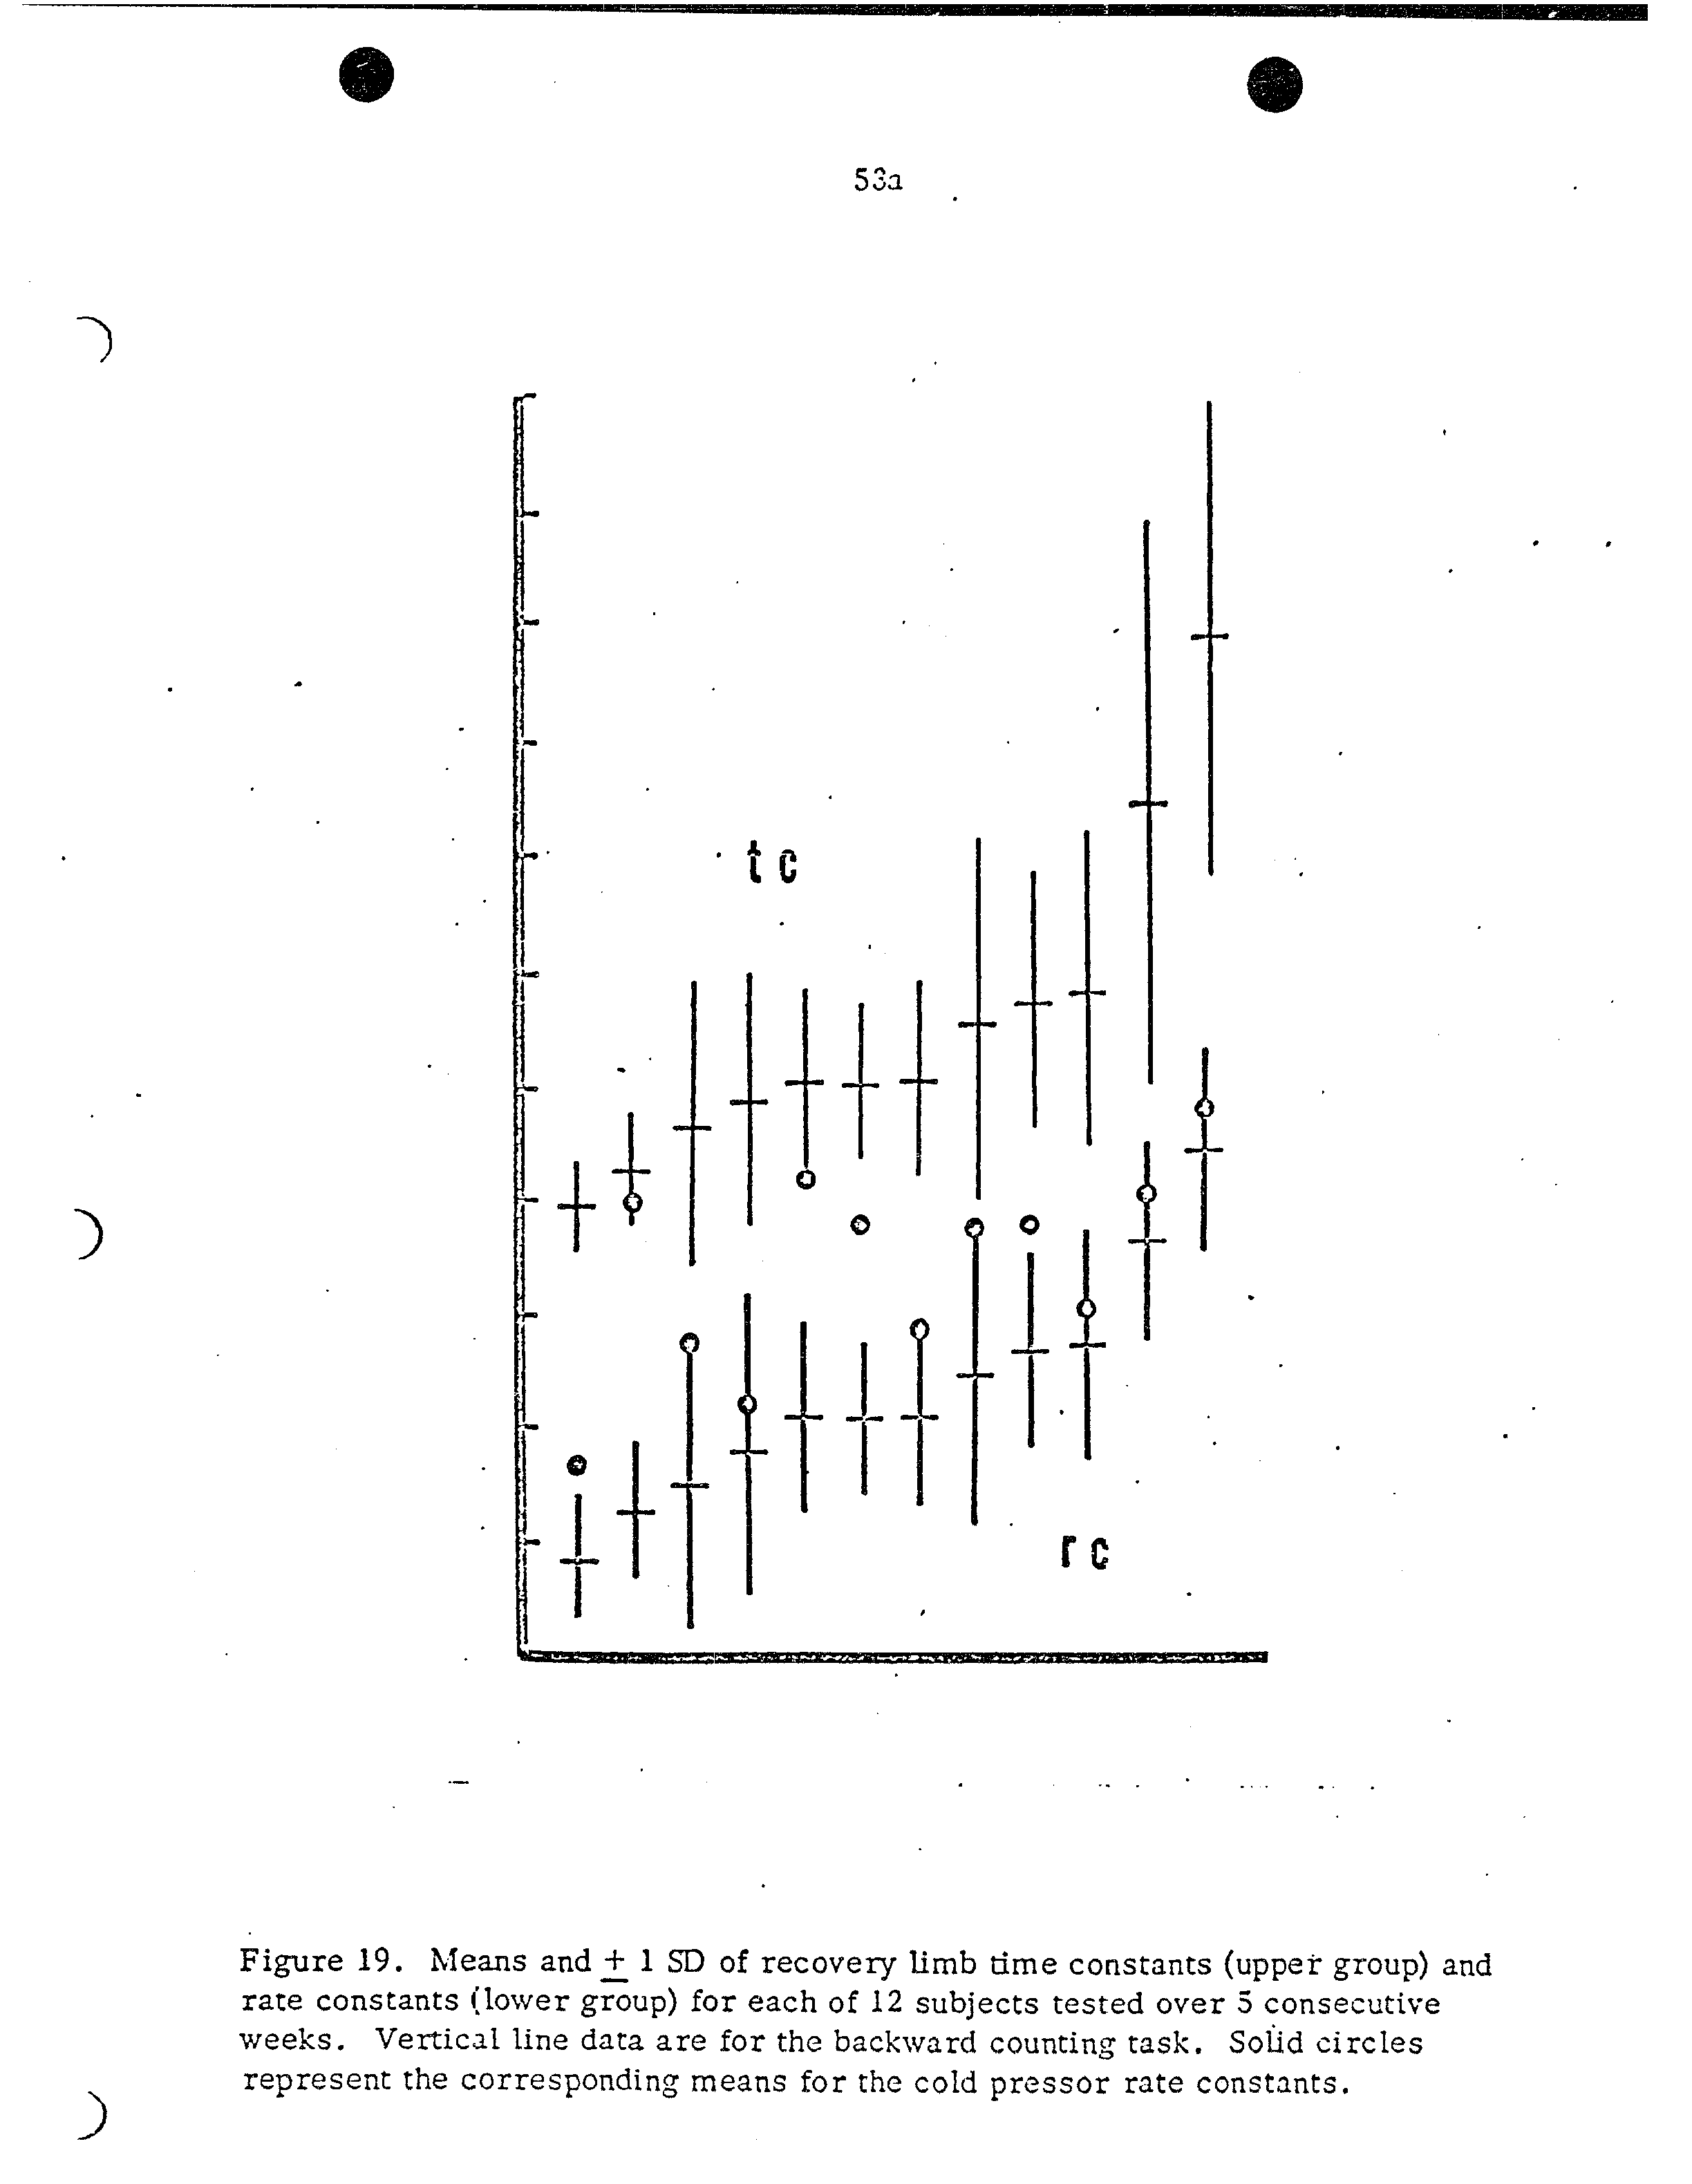 53a
tc
rc
Figure 19. Means and ± 1 SD of recovery limb time constants (upper group) and
rate constants (lower group) for each of 12 subjects tested over 5 consecutive
weeks. Vertical line data are for the backward counting task. Solid circles
represent the corresponding means for the cold pressor rate constants.